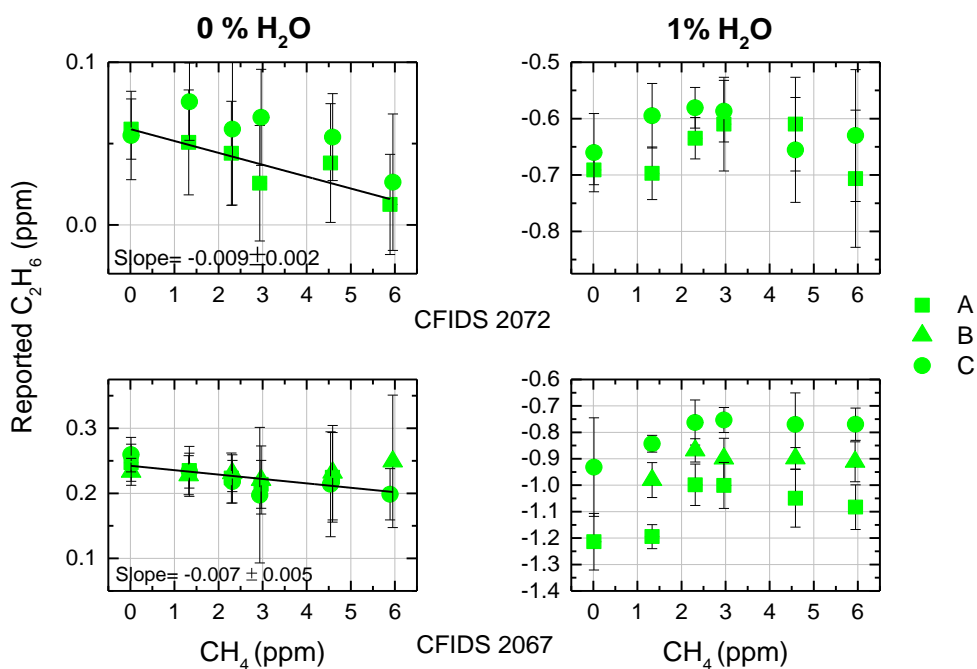 0 % H₂O
1% H₂O
Reported C₂H₆ (ppm)
0.1
0.0
Slope= -0.009±0.002
0 1 2 3 4 5 6
-0.5
-0.6
-0.7
-0.8
0 1 2 3 4 5 6
CFIDS 2072
A
B
C
0.3
0.2
0.1
Slope= -0.007 ± 0.005
0 1 2 3 4 5 6
CH₄ (ppm)
-0.6
-0.7
-0.8
-0.9
-1.0
-1.1
-1.2
-1.3
-1.4
0 1 2 3 4 5 6
CH₄ (ppm)
CFIDS 2067